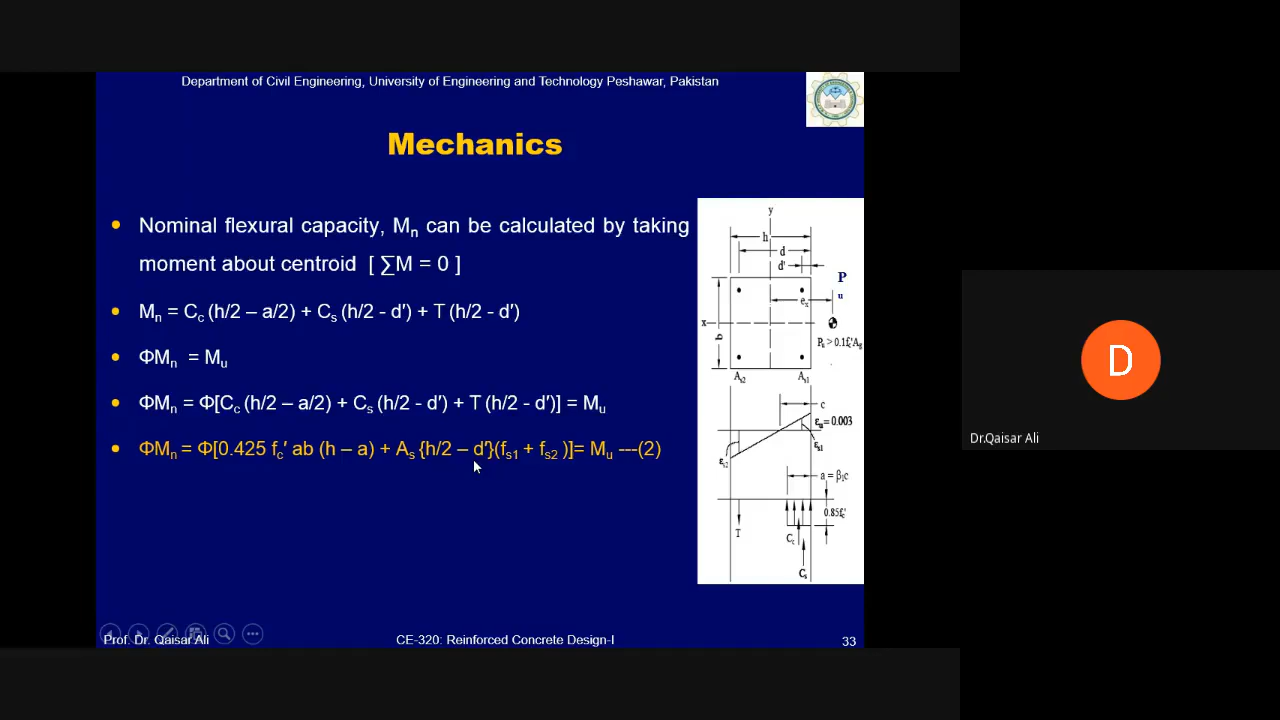 Department of Civil Engineering, University of Engineering and Technology Peshawar, Pakistan
Mechanics
• Nominal flexural capacity, Mn can be calculated by taking
moment about centroid [ ∑M = 0 ]
• Mn = Cc (h/2 – a/2) + Cs (h/2 - d′) + T (h/2 - d′)
• ΦMn = Mu
• ΦMn = Φ[Cc (h/2 – a/2) + Cs (h/2 - d′) + T (h/2 - d′)] = Mu
• ΦMn = Φ[0.425 fc′ ab (h – a) + As {h/2 – d′}(fs1 + fs2 )]= Mu ---(2)
y
h
d
d'
P
u
ex
x
b
Pu > 0.1fc'Ag
As2
As1
c
εu= 0.003
εs1
εs2
a = β1c
0.85fc'
T
Cc
Cs
Prof. Dr. Qaisar Ali
CE-320: Reinforced Concrete Design-I
33
D
Dr.Qaisar Ali